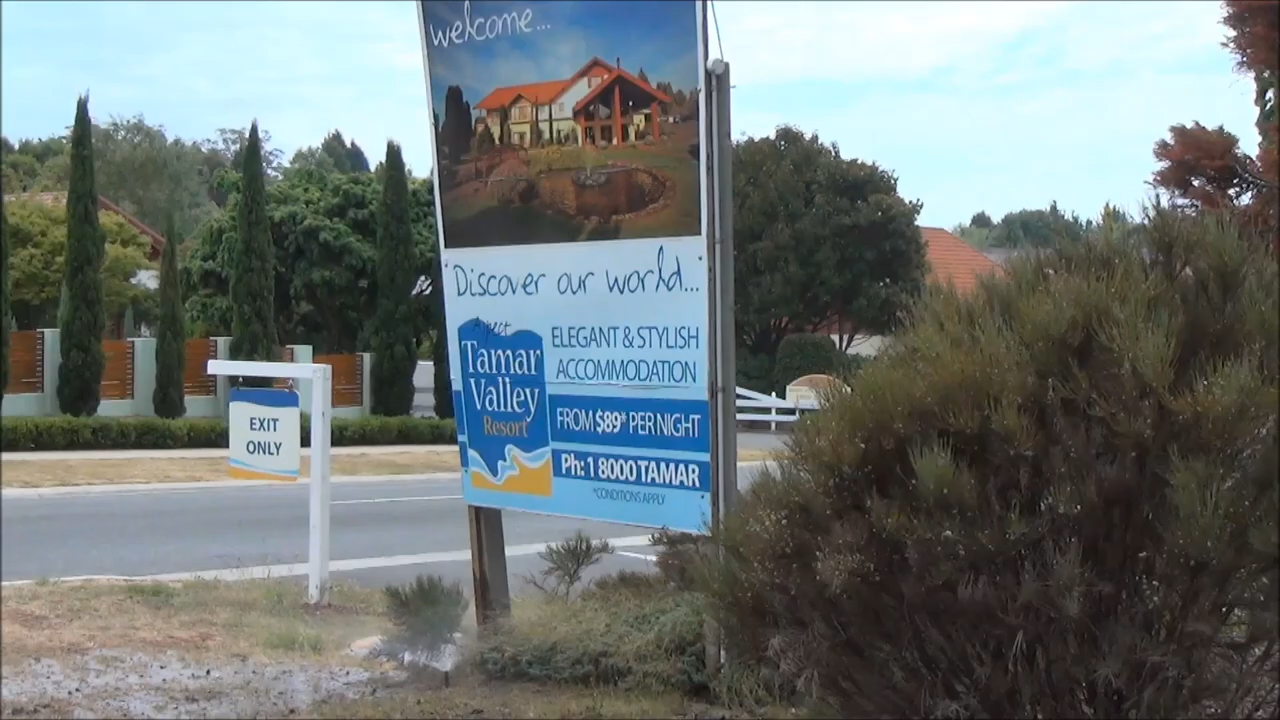 welcome...
Discover our world...
Aspect
Tamar
Valley
Resort
ELEGANT & STYLISH
ACCOMMODATION
FROM $89* PER NIGHT
Ph: 1 8000 TAMAR
*CONDITIONS APPLY
EXIT
ONLY